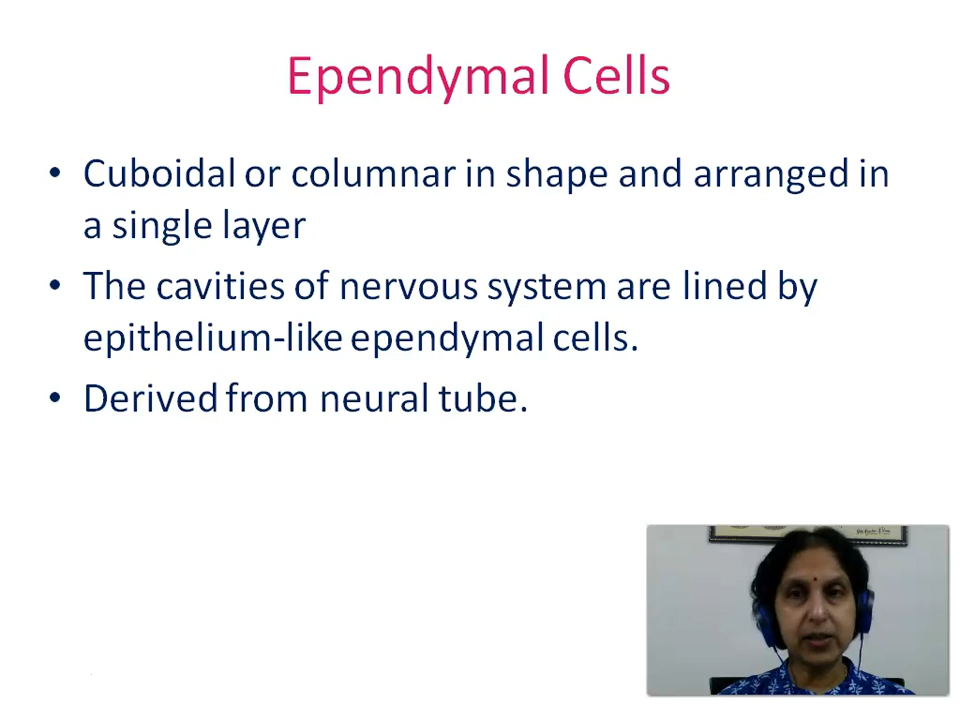 Ependymal Cells
• Cuboidal or columnar in shape and arranged in
a single layer
• The cavities of nervous system are lined by
epithelium-like ependymal cells.
• Derived from neural tube.